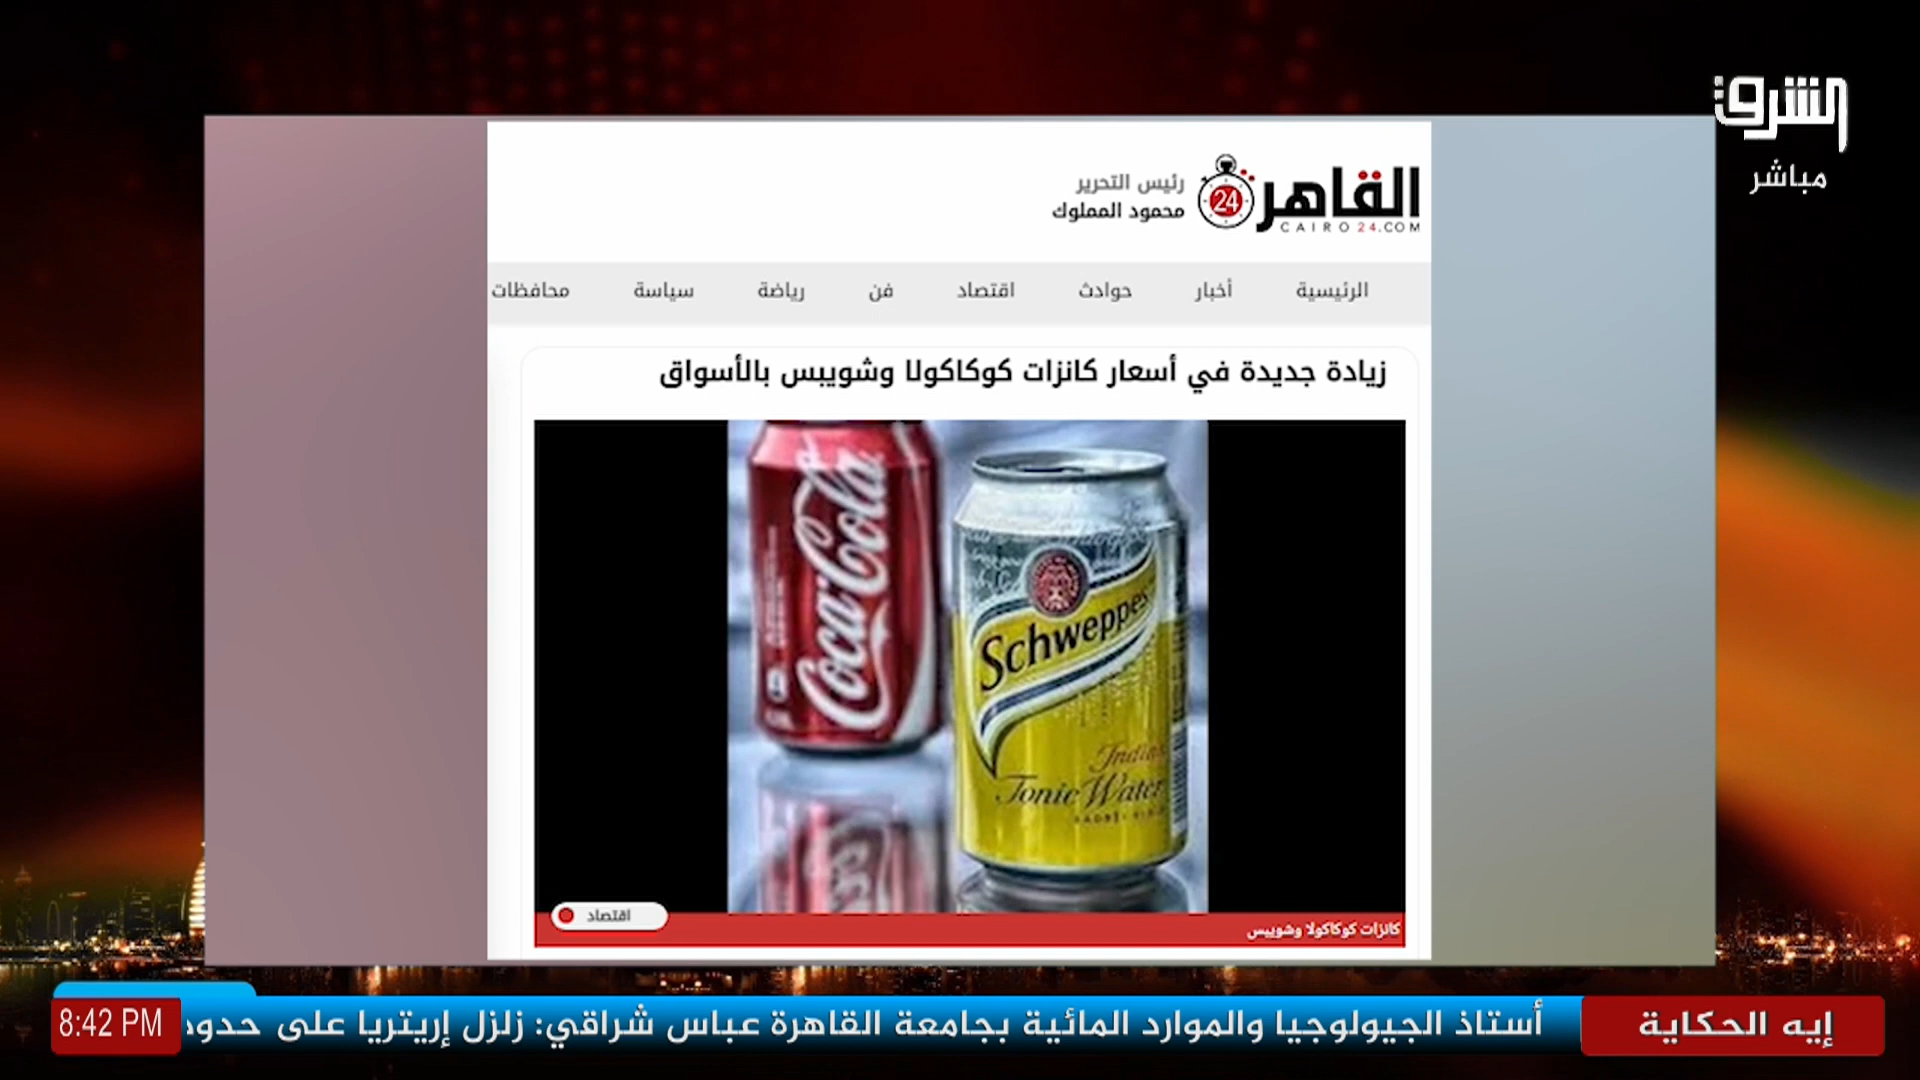 الشرق
مباشر
القاهرة 24
CAIRO24.COM
رئيس التحرير
محمود المملوك
الرئيسية أخبار حوادث اقتصاد فن رياضة سياسة محافظات
زيادة جديدة في أسعار كانزات كوكاكولا وشويبس بالأسواق
Coca-Cola
Schweppes
Indian
Tonic Water
اقتصاد
كانزات كوكاكولا وشويبس
إيه الحكاية
أستاذ الجيولوجيا والموارد المائية بجامعة القاهرة عباس شراقي: زلزل إريتريا على حدود
8:42 PM